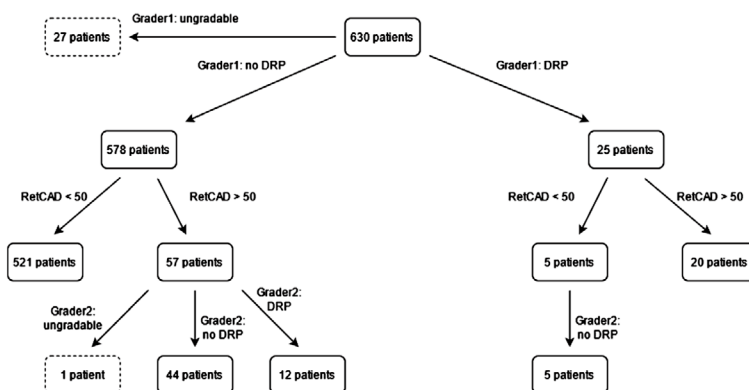 Grader1: ungradable
27 patients
630 patients
Grader1: no DRP
Grader1: DRP
578 patients
25 patients
RetCAD < 50
RetCAD > 50
RetCAD < 50
RetCAD > 50
521 patients
57 patients
5 patients
20 patients
Grader2:
ungradable
Grader2:
no DRP
Grader2:
DRP
Grader2:
no DRP
1 patient
44 patients
12 patients
5 patients